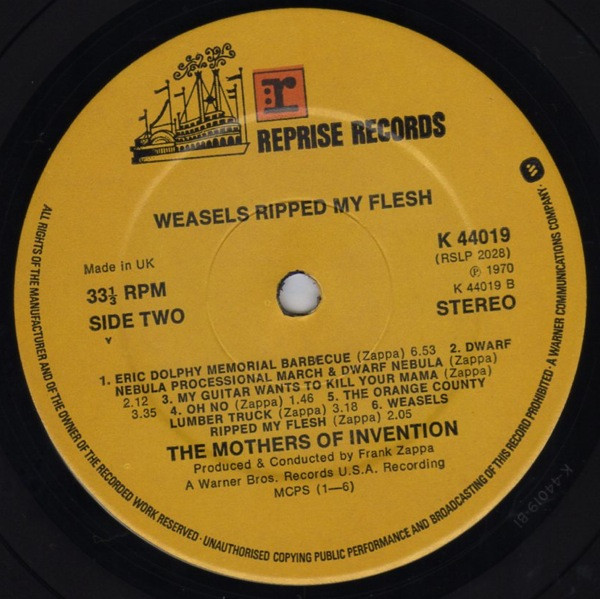 r
REPRISE RECORDS
WEASELS RIPPED MY FLESH
Made in UK
33⅓ RPM
SIDE TWO
V
K 44019
(RSLP 2028)
Ⓟ 1970
K 44019 B
STEREO
1. ERIC DOLPHY MEMORIAL BARBECUE (Zappa) 6.53 2. DWARF
NEBULA PROCESSIONAL MARCH & DWARF NEBULA (Zappa)
2.12 3. MY GUITAR WANTS TO KILL YOUR MAMA (Zappa)
3.35 4. OH NO (Zappa) 1.46 5. THE ORANGE COUNTY
LUMBER TRUCK (Zappa) 3.18 6. WEASELS
RIPPED MY FLESH (Zappa) 2.05
THE MOTHERS OF INVENTION
Produced & Conducted by Frank Zappa
A Warner Bros. Records U.S.A. Recording
MCPS (1–6)
ALL RIGHTS OF THE MANUFACTURER AND OF THE OWNER OF THE RECORDED WORK RESERVED · UNAUTHORISED COPYING PUBLIC PERFORMANCE AND BROADCASTING OF THIS RECORD PROHIBITED · A WARNER COMMUNICATIONS COMPANY ·
K-44019-B1